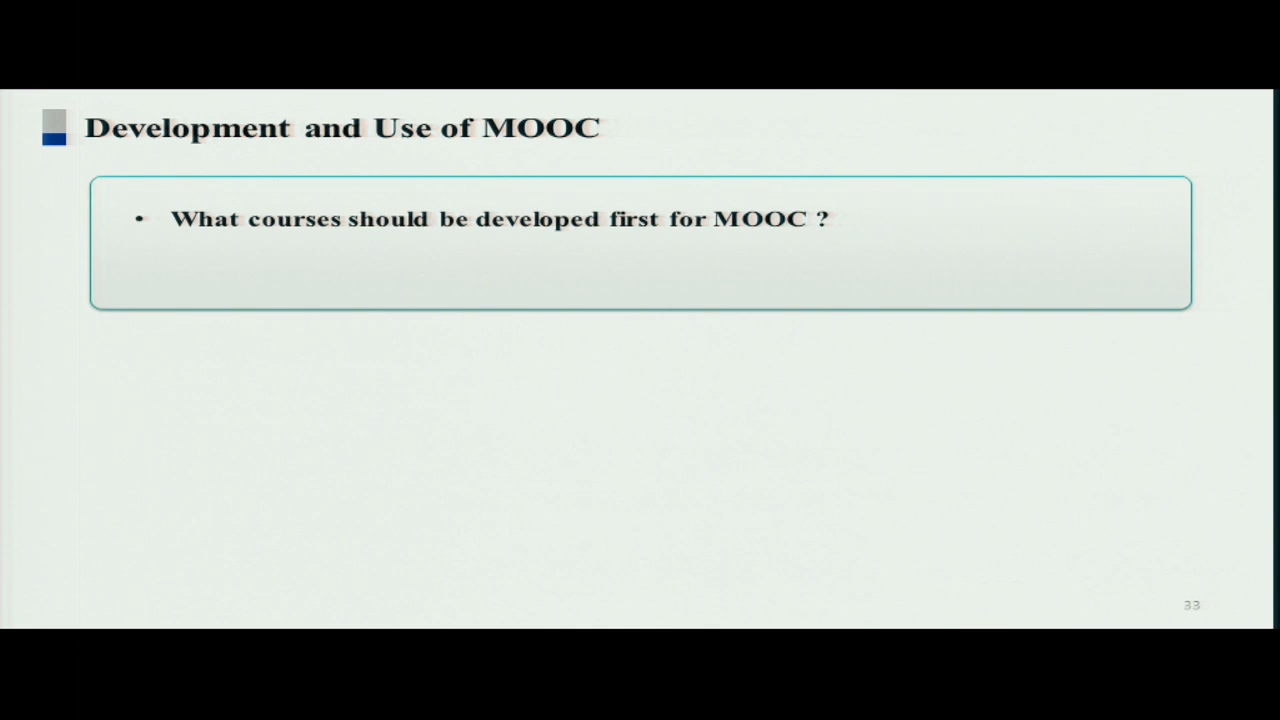 Development and Use of MOOC
• What courses should be developed first for MOOC ?
33